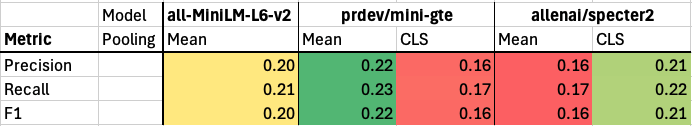 Model all-MiniLM-L6-v2 prdev/mini-gte allenai/specter2
Metric Pooling Mean Mean CLS Mean CLS
Precision 0.20 0.22 0.16 0.16 0.21
Recall 0.21 0.23 0.17 0.17 0.22
F1 0.20 0.22 0.16 0.16 0.21